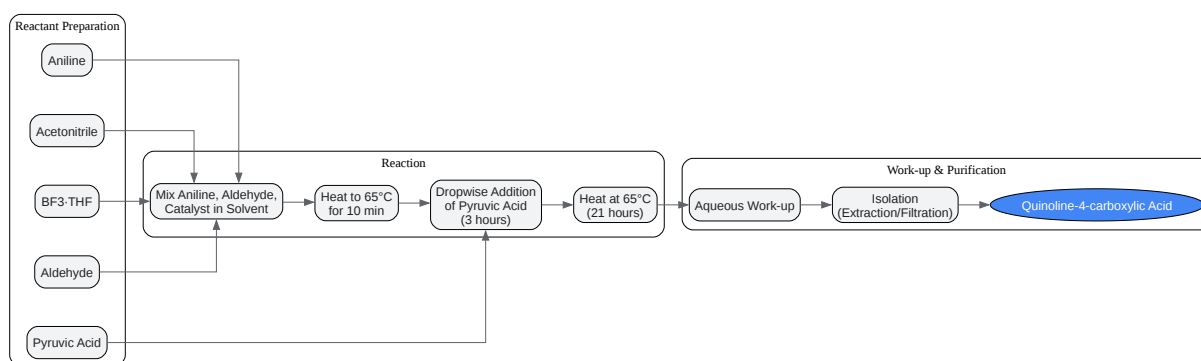 Reactant Preparation
Aniline
Acetonitrile
BF3·THF
Aldehyde
Pyruvic Acid
Reaction
Mix Aniline, Aldehyde,
Catalyst in Solvent
Heat to 65°C
for 10 min
Dropwise Addition
of Pyruvic Acid
(3 hours)
Heat at 65°C
(21 hours)
Work-up & Purification
Aqueous Work-up
Isolation
(Extraction/Filtration)
Quinoline-4-carboxylic Acid